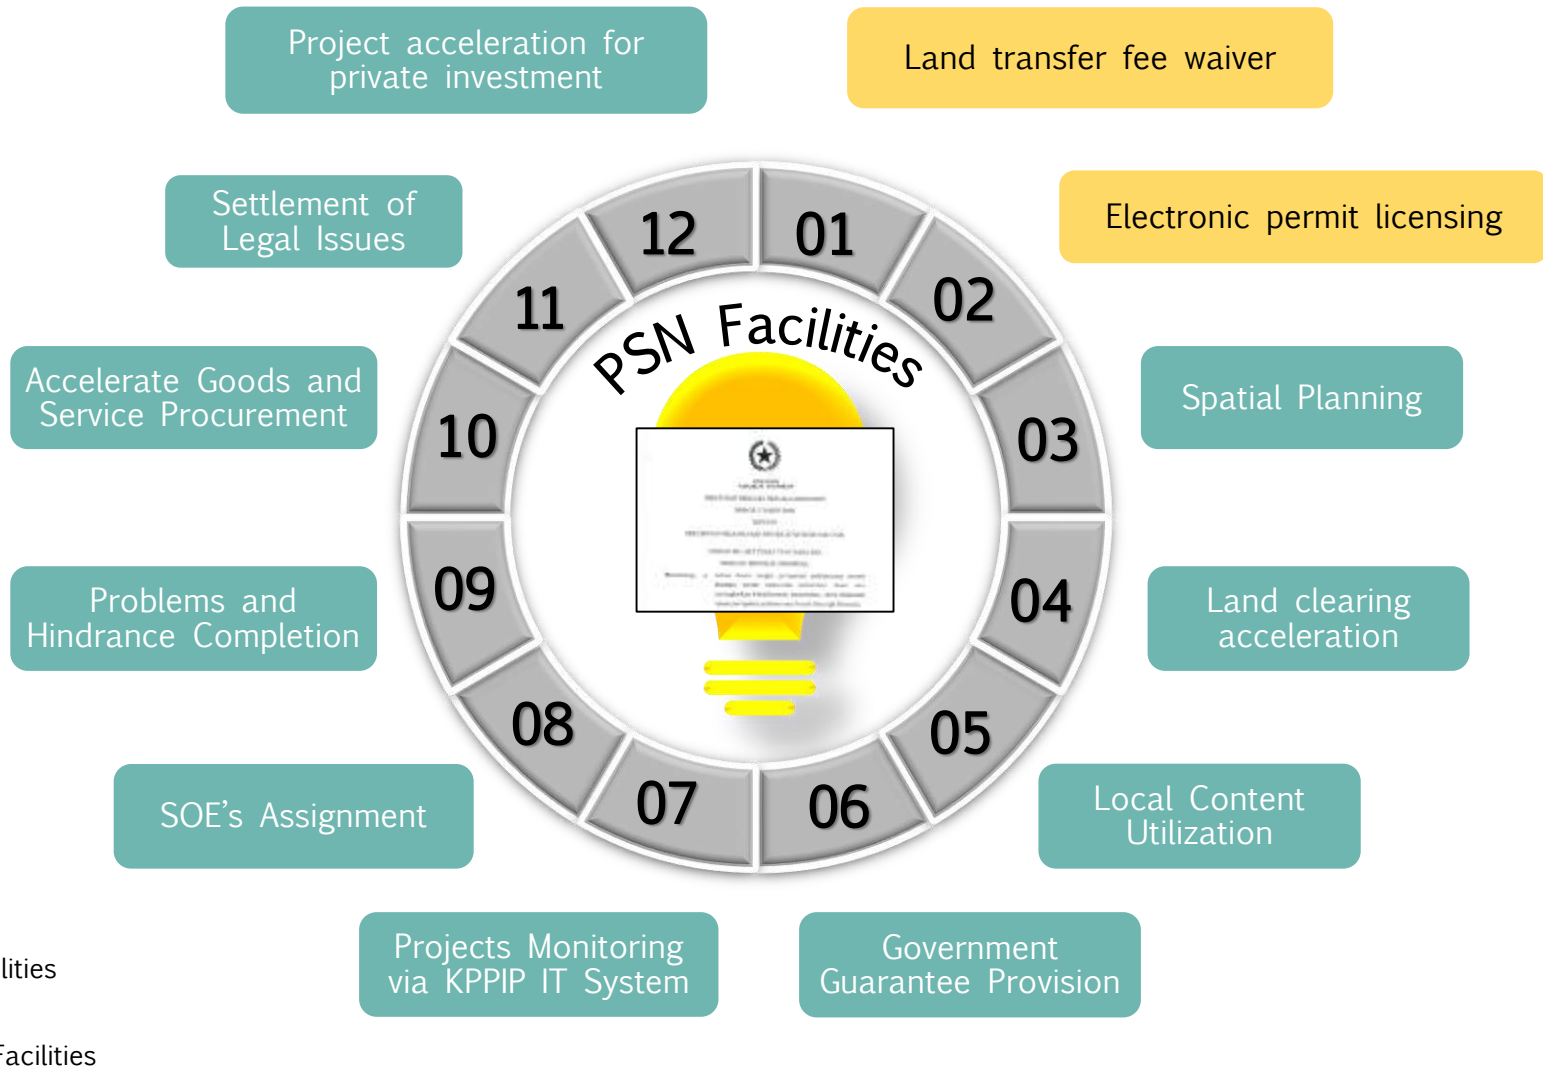 Project acceleration for
private investment
Land transfer fee waiver
Settlement of
Legal Issues
Electronic permit licensing
12
01
11
02
PSN Facilities
Accelerate Goods and
Service Procurement
10
03
Spatial Planning
Problems and
Hindrance Completion
09
04
Land clearing
acceleration
08
05
SOE's Assignment
07
06
Local Content
Utilization
Projects Monitoring
via KPPIP IT System
Government
Guarantee Provision
lities
Facilities